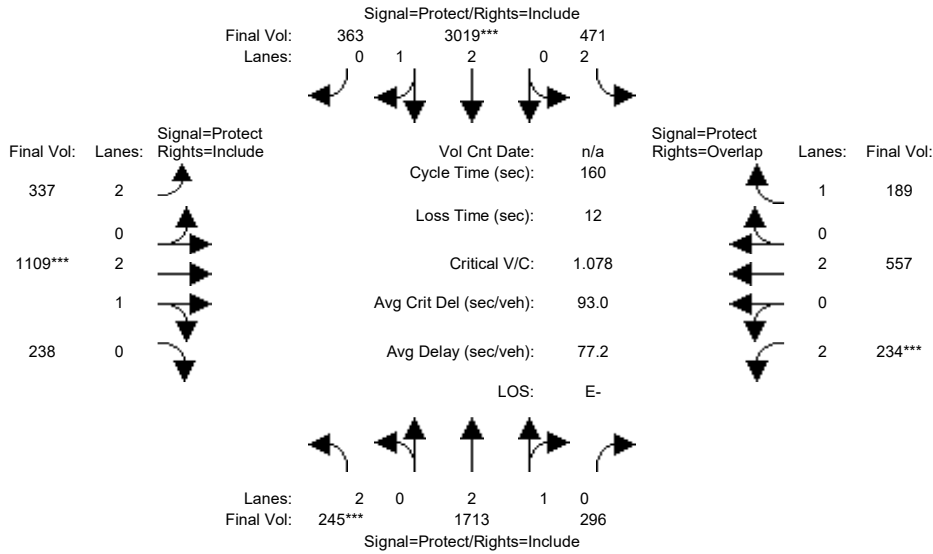 Signal=Protect/Rights=Include
Final Vol: 363 3019*** 471
Lanes: 0 1 2 0 2
Signal=Protect Signal=Protect
Final Vol: Lanes: Rights=Include Vol Cnt Date: n/a Rights=Overlap Lanes: Final Vol:
Cycle Time (sec): 160
337 2 1 189
Loss Time (sec): 12
0 0
1109*** 2 Critical V/C: 1.078 2 557
1 Avg Crit Del (sec/veh): 93.0 0
238 0 Avg Delay (sec/veh): 77.2 2 234***
LOS: E-
Lanes: 2 0 2 1 0
Final Vol: 245*** 1713 296
Signal=Protect/Rights=Include